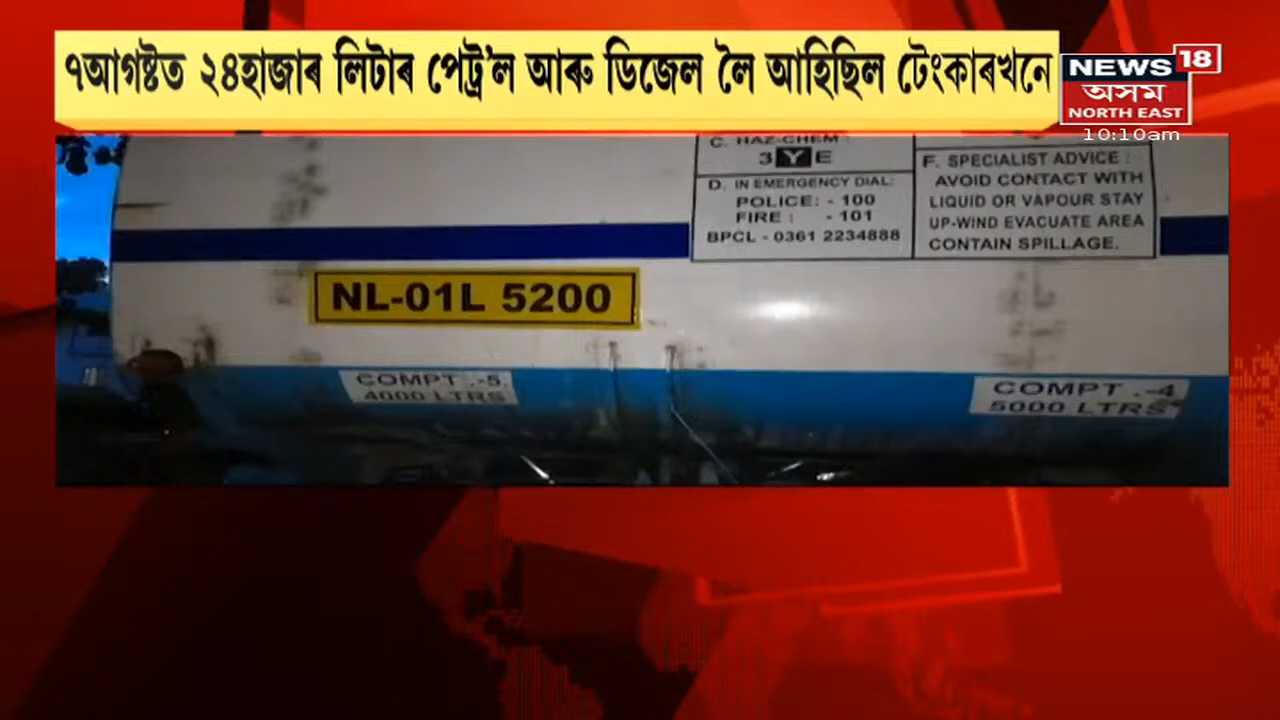 ৭আগষ্টত ২৪হাজাৰ লিটাৰ পেট্ৰ'ল আৰু ডিজেল লৈ আহিছিল টেংকাৰখনে
NEWS 18
অসম
NORTH EAST
10:10am
C. HAZ-CHEM :
3YE
D. IN EMERGENCY DIAL:
POLICE: - 100
FIRE : - 101
BPCL - 0361 2234888
F. SPECIALIST ADVICE :
AVOID CONTACT WITH
LIQUID OR VAPOUR STAY
UP-WIND EVACUATE AREA
CONTAIN SPILLAGE.
NL-01L 5200
COMPT .-5.
4000 LTRS
COMPT .-4
5000 LTRS